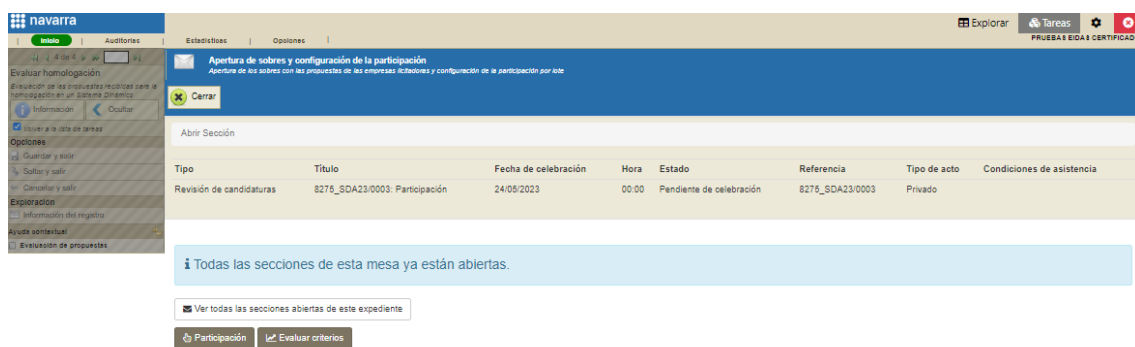 navarra
Explorar
Tareas
PRUEBAS EIDAS CERTIFICAD
| Inicio | Auditorías | Estadísticas | Opciones |
4 de 4
Evaluar homologación
Evaluación de las propuestas recibidas para la
homologación en un Sistema Dinámico
Información
Ocultar
Volver a la lista de tareas
Opciones
Guardar y salir
Soltar y salir
Cancelar y salir
Exploración
Información del registro
Ayuda contextual
Evaluación de propuestas
Apertura de sobres y configuración de la participación
Apertura de los sobres con las propuestas de las empresas licitadoras y configuración de la participación por lote
Cerrar
Abrir Sección
Tipo Título Fecha de celebración Hora Estado Referencia Tipo de acto Condiciones de asistencia
Revisión de candidaturas 8275_SDA23/0003: Participación 24/05/2023 00:00 Pendiente de celebración 8275_SDA23/0003 Privado
Todas las secciones de esta mesa ya están abiertas.
Ver todas las secciones abiertas de este expediente
Participación
Evaluar criterios